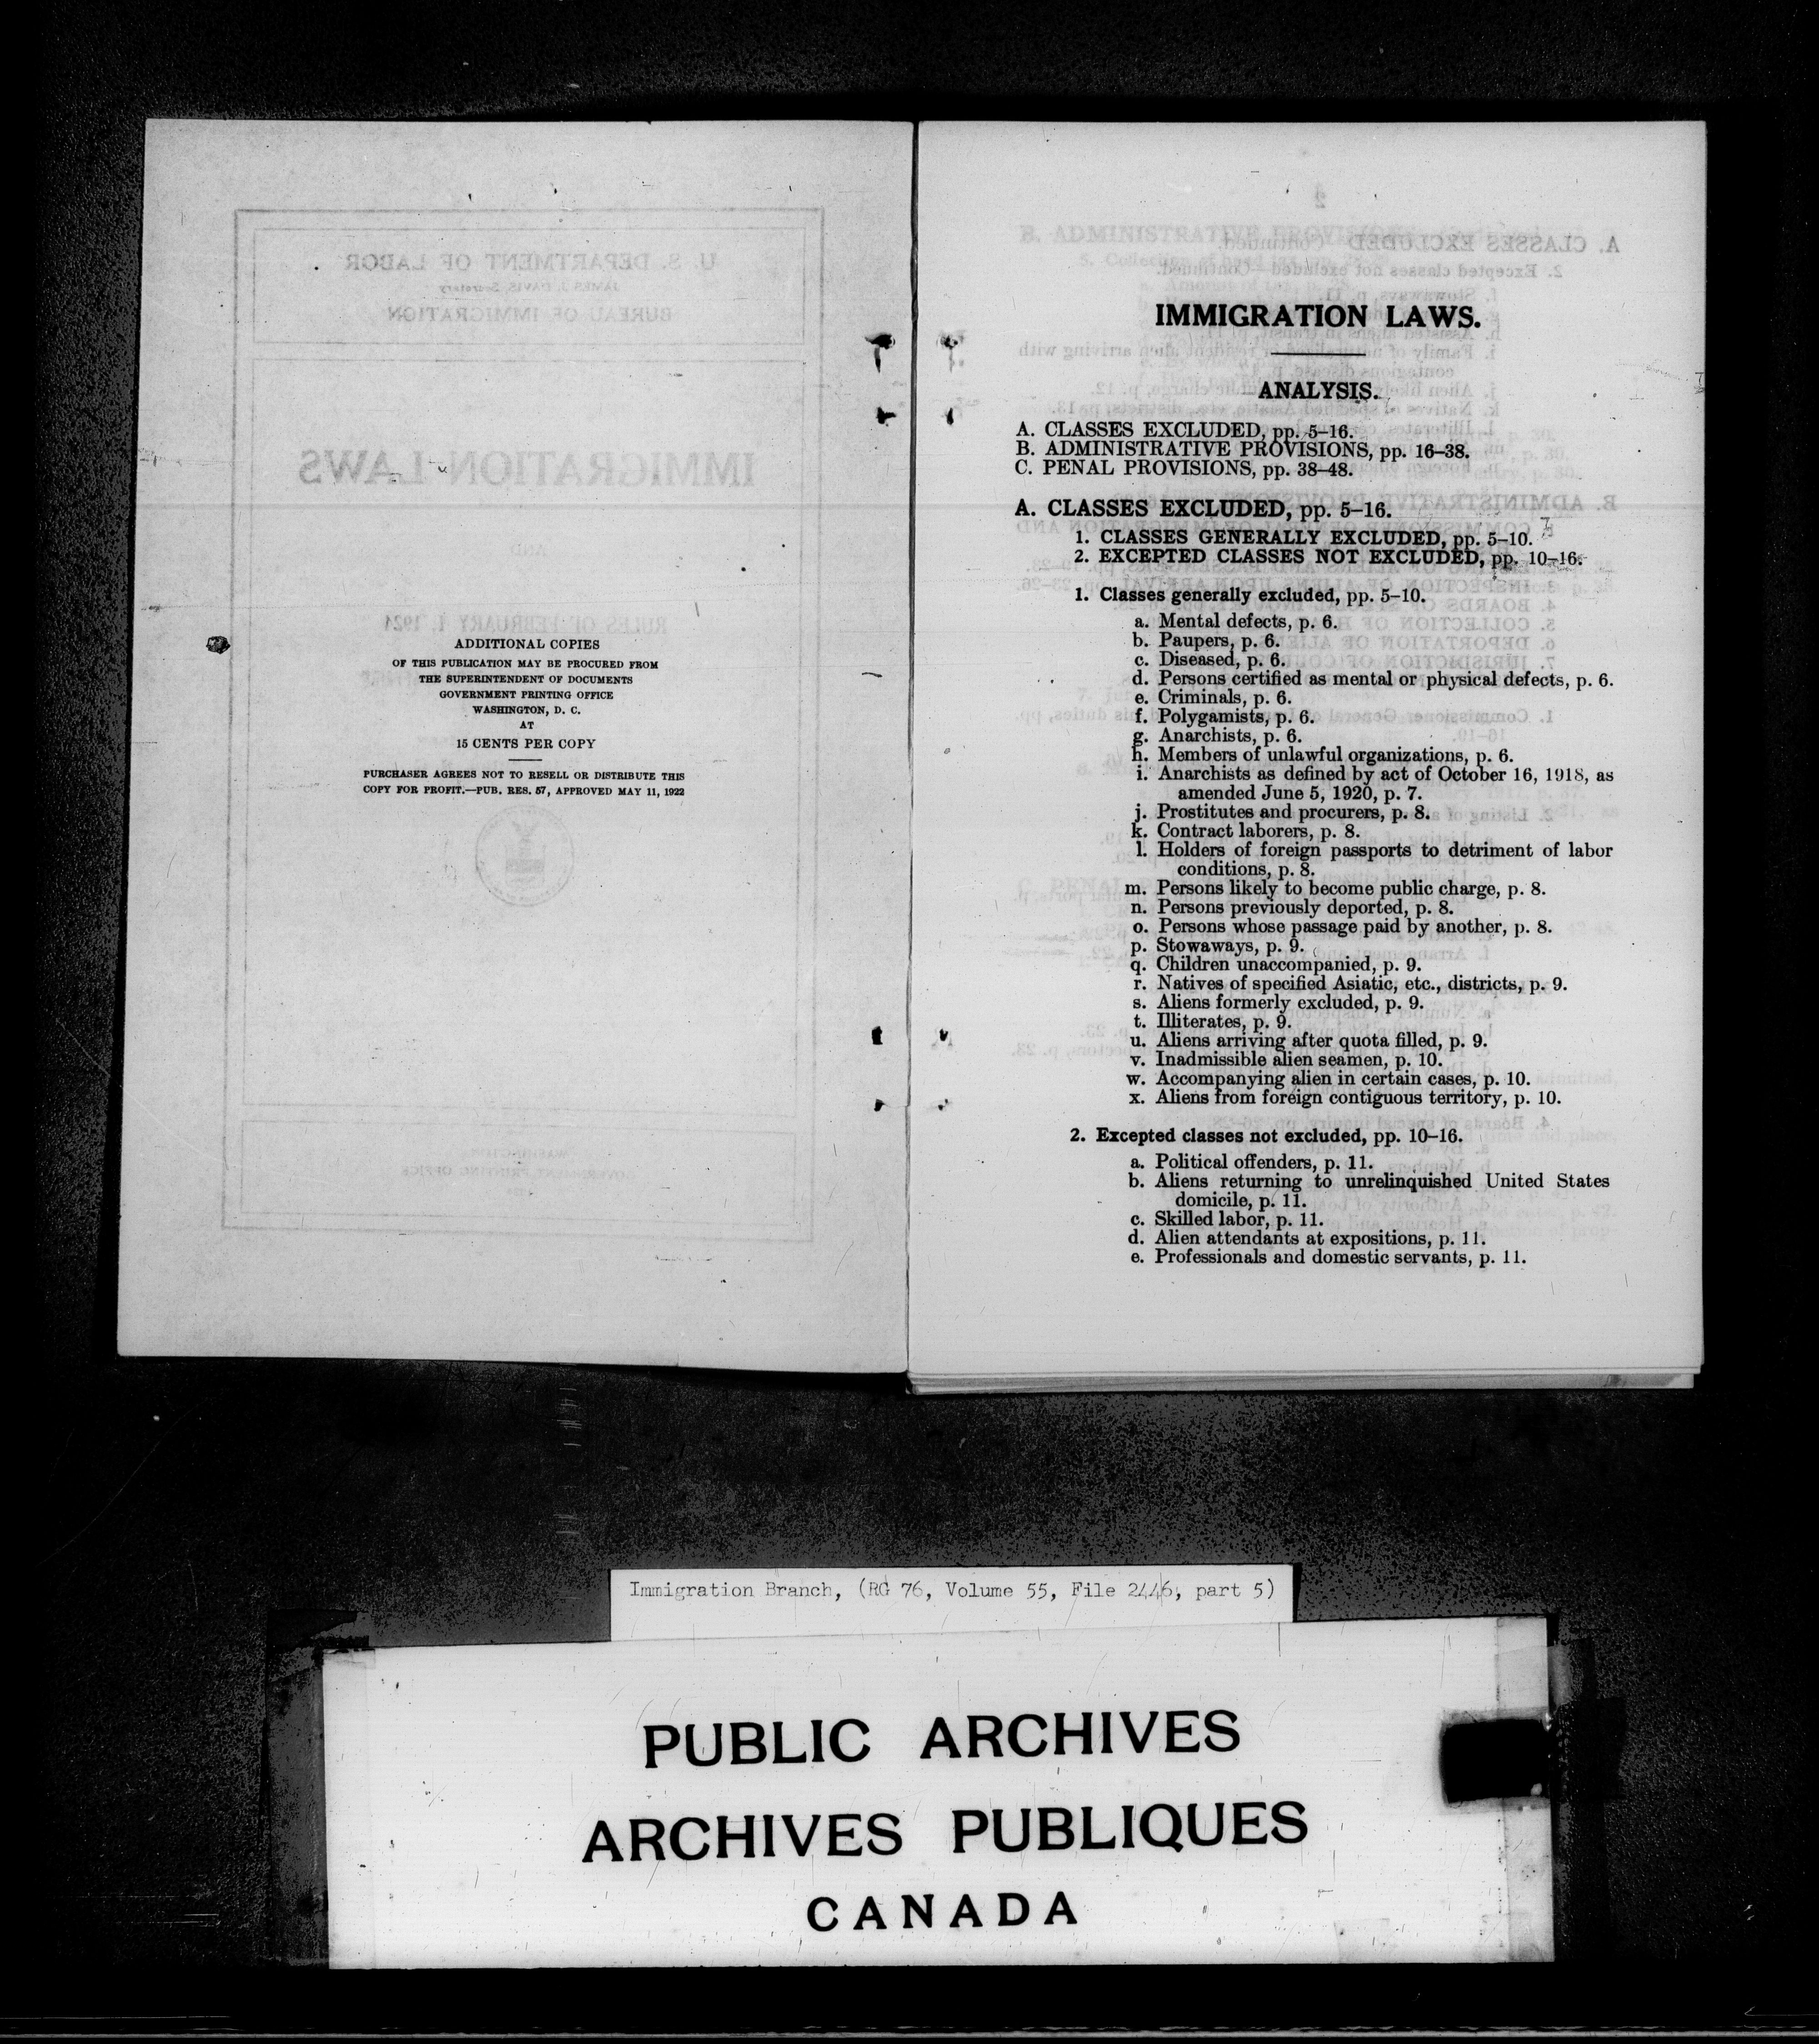 ADDITIONAL COPIES
OF THIS PUBLICATION MAY BE PROCURED FROM
THE SUPERINTENDENT OF DOCUMENTS
GOVERNMENT PRINTING OFFICE
WASHINGTON, D. C.
AT
15 CENTS PER COPY
PURCHASER AGREES NOT TO RESELL OR DISTRIBUTE THIS
COPY FOR PROFIT.—PUB. RES. 57, APPROVED MAY 11, 1922
IMMIGRATION LAWS.
ANALYSIS.
A. CLASSES EXCLUDED, pp. 5–16.
B. ADMINISTRATIVE PROVISIONS, pp. 16–38.
C. PENAL PROVISIONS, pp. 38–48.
A. CLASSES EXCLUDED, pp. 5–16.
1. CLASSES GENERALLY EXCLUDED, pp. 5–10.
2. EXCEPTED CLASSES NOT EXCLUDED, pp. 10–16.
1. Classes generally excluded, pp. 5–10.
a. Mental defects, p. 6.
b. Paupers, p. 6.
c. Diseased, p. 6.
d. Persons certified as mental or physical defects, p. 6.
e. Criminals, p. 6.
f. Polygamists, p. 6.
g. Anarchists, p. 6.
h. Members of unlawful organizations, p. 6.
i. Anarchists as defined by act of October 16, 1918, as
amended June 5, 1920, p. 7.
j. Prostitutes and procurers, p. 8.
k. Contract laborers, p. 8.
l. Holders of foreign passports to detriment of labor
conditions, p. 8.
m. Persons likely to become public charge, p. 8.
n. Persons previously deported, p. 8.
o. Persons whose passage paid by another, p. 8.
p. Stowaways, p. 9.
q. Children unaccompanied, p. 9.
r. Natives of specified Asiatic, etc., districts, p. 9.
s. Aliens formerly excluded, p. 9.
t. Illiterates, p. 9.
u. Aliens arriving after quota filled, p. 9.
v. Inadmissible alien seamen, p. 10.
w. Accompanying alien in certain cases, p. 10.
x. Aliens from foreign contiguous territory, p. 10.
2. Excepted classes not excluded, pp. 10–16.
a. Political offenders, p. 11.
b. Aliens returning to unrelinquished United States
domicile, p. 11.
c. Skilled labor, p. 11.
d. Alien attendants at expositions, p. 11.
e. Professionals and domestic servants, p. 11.
Immigration Branch, (RG 76, Volume 55, File 2446, part 5)
PUBLIC ARCHIVES
ARCHIVES PUBLIQUES
CANADA